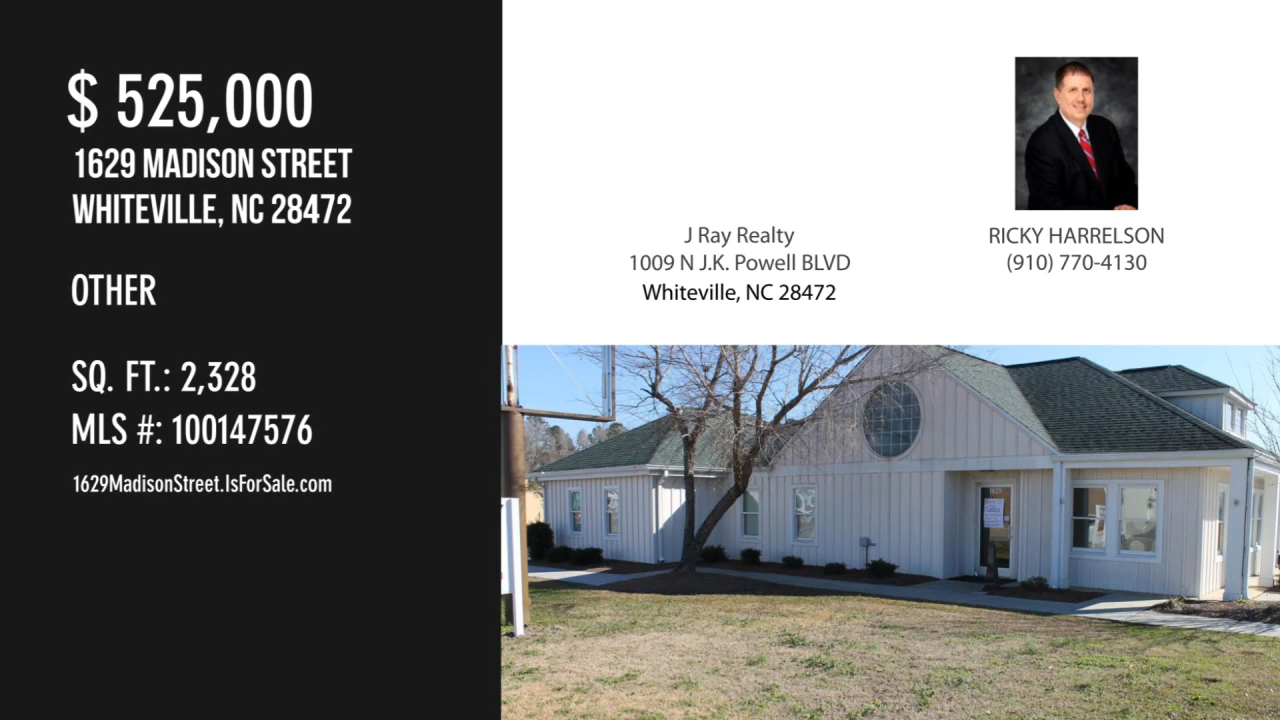 $ 525,000
1629 MADISON STREET
WHITEVILLE, NC 28472
OTHER
SQ. FT.: 2,328
MLS #: 100147576
1629MadisonStreet.IsForSale.com
J Ray Realty
1009 N J.K. Powell BLVD
Whiteville, NC 28472
RICKY HARRELSON
(910) 770-4130
1629